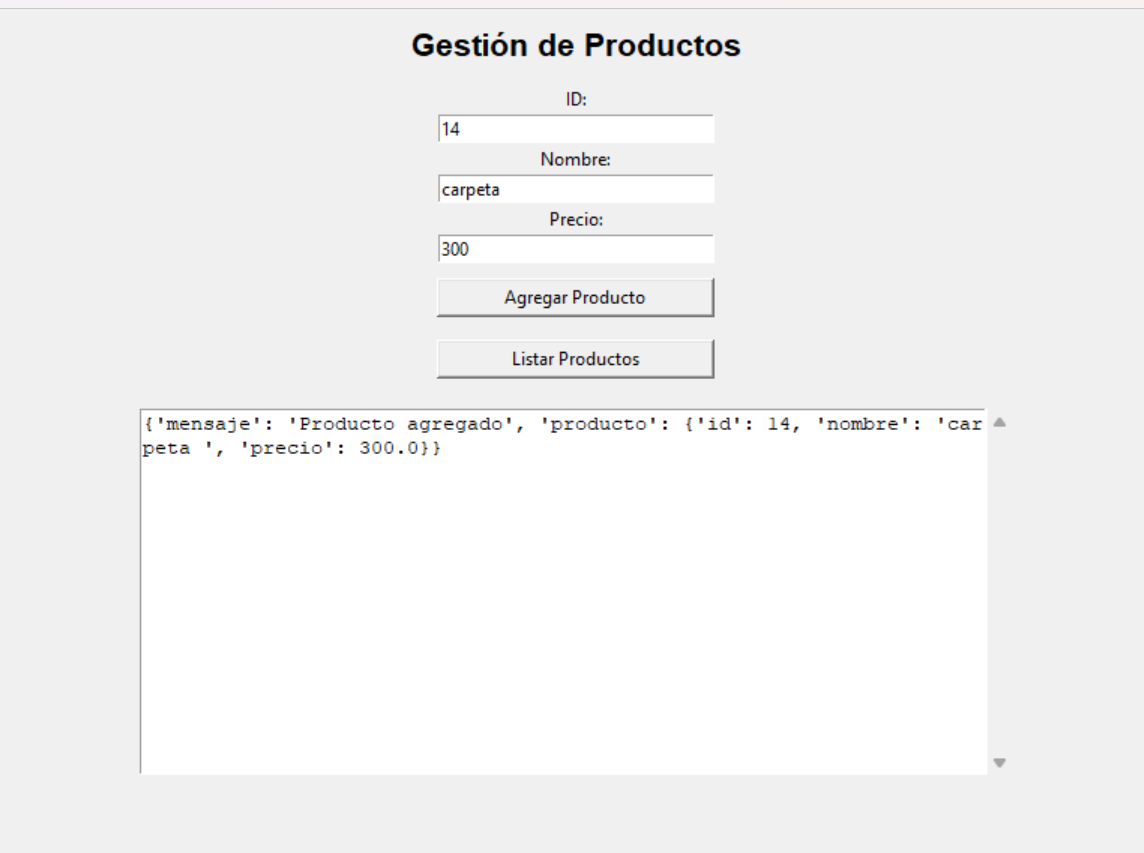 Gestión de Productos
ID:
14
Nombre:
carpeta
Precio:
300
Agregar Producto
Listar Productos
{'mensaje': 'Producto agregado', 'producto': {'id': 14, 'nombre': 'car
peta ', 'precio': 300.0}}